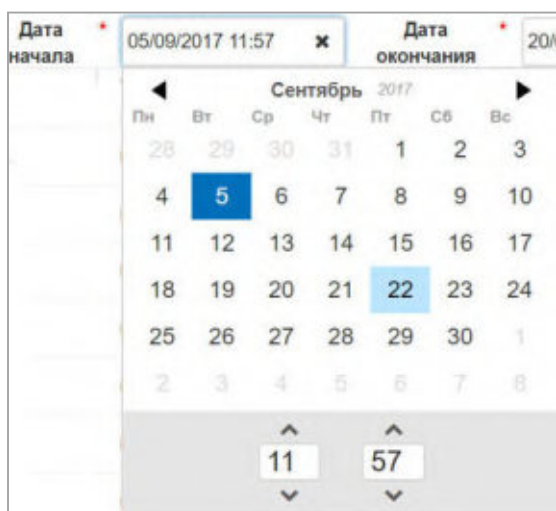 Дата * 05/09/2017 11:57 × Дата * 20/
начала окончания
Сентябрь 2017
Пн Вт Ср Чт Пт Сб Вс
28 29 30 31 1 2 3
4 5 6 7 8 9 10
11 12 13 14 15 16 17
18 19 20 21 22 23 24
25 26 27 28 29 30 1
2 3 4 5 6 7 8
11 57